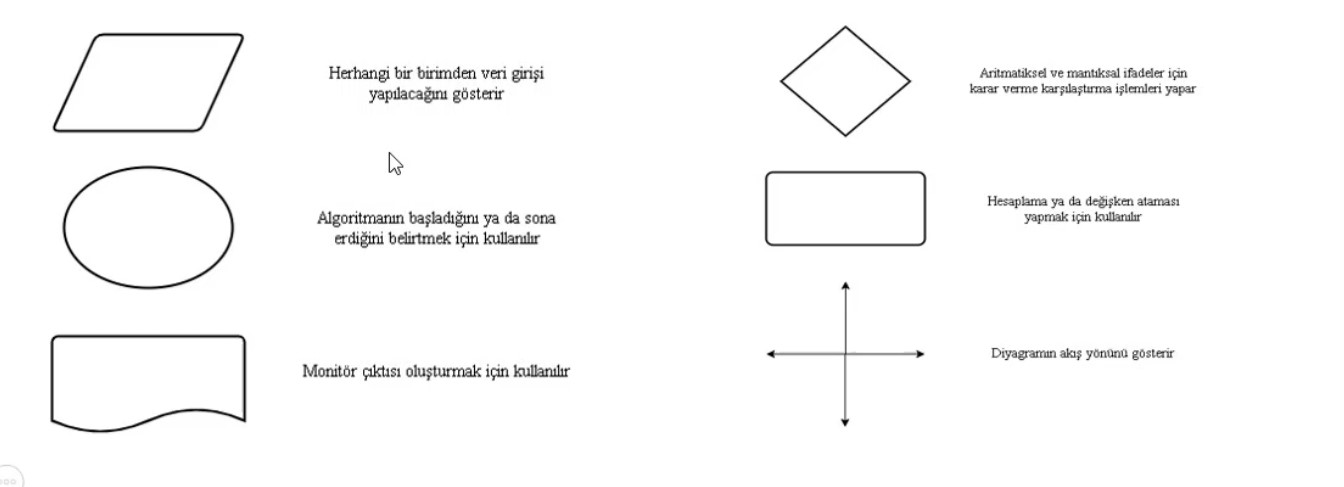 Herhangi bir birimden veri girişi
yapılacağını gösterir
Algoritmanın başladığını ya da sona
erdiğini belirtmek için kullanılır
Monitör çıktısı oluşturmak için kullanılır
Aritmatiksel ve mantıksal ifadeler için
karar verme karşılaştırma işlemleri yapar
Hesaplama ya da değişken ataması
yapmak için kullanılır
Diyagramın akış yönünü gösterir